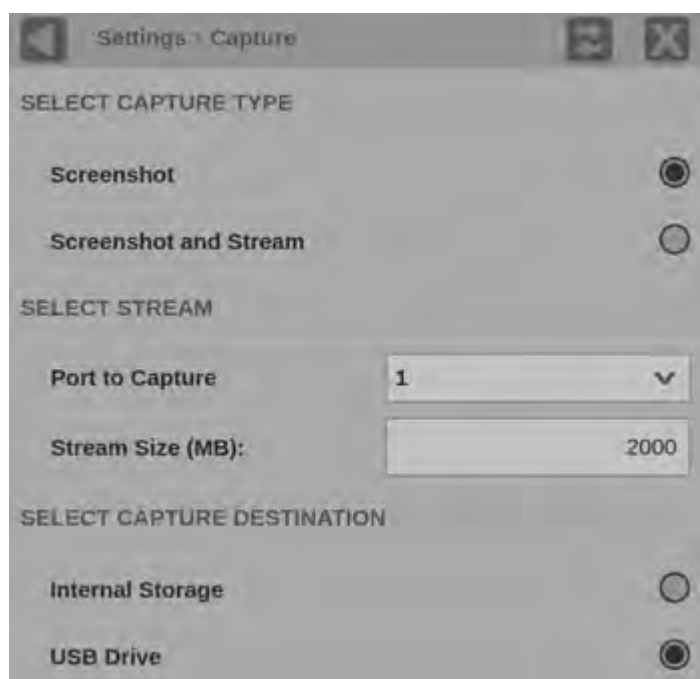 Settings › Capture
SELECT CAPTURE TYPE
Screenshot
Screenshot and Stream
SELECT STREAM
Port to Capture 1
Stream Size (MB): 2000
SELECT CAPTURE DESTINATION
Internal Storage
USB Drive